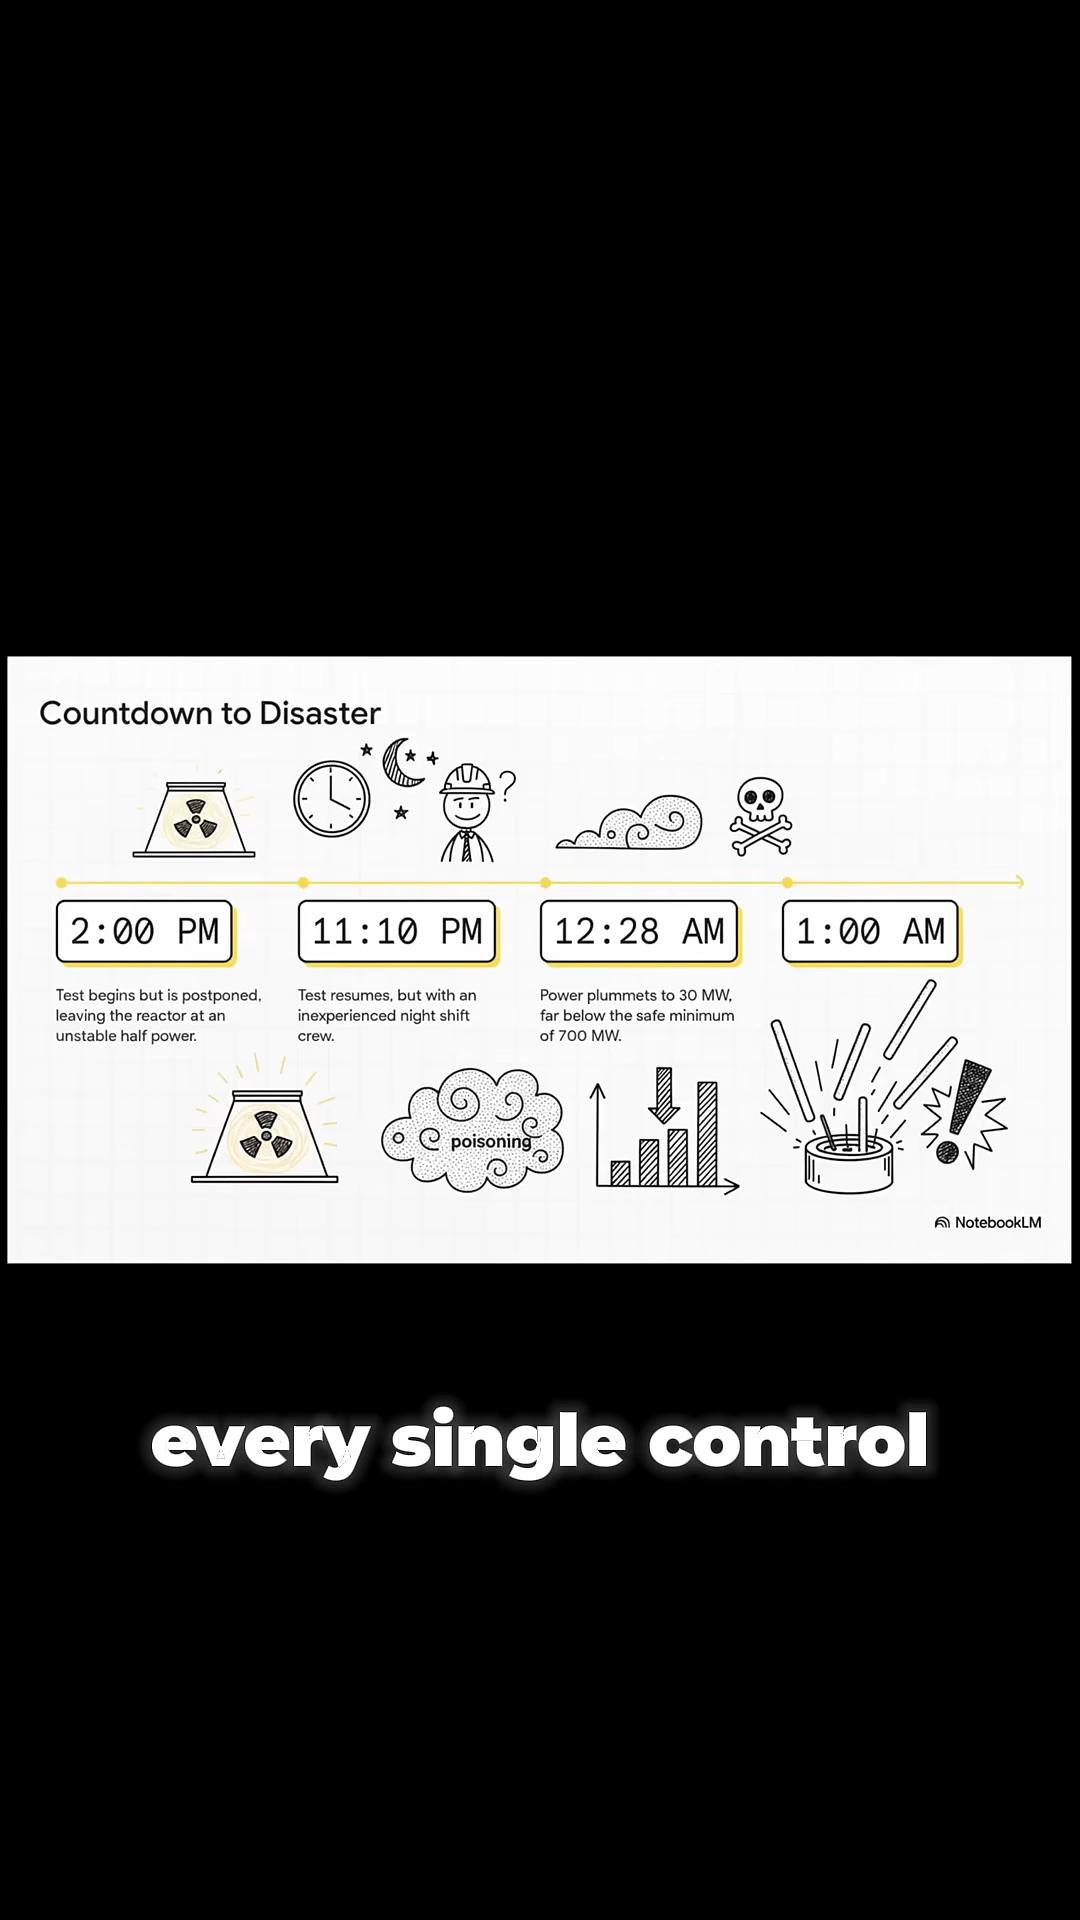 Countdown to Disaster
?
2:00 PM
11:10 PM
12:28 AM
1:00 AM
Test begins but is postponed,
leaving the reactor at an
unstable half power.
Test resumes, but with an
inexperienced night shift
crew.
Power plummets to 30 MW,
far below the safe minimum
of 700 MW.
poisoning
!
NotebookLM
every single control